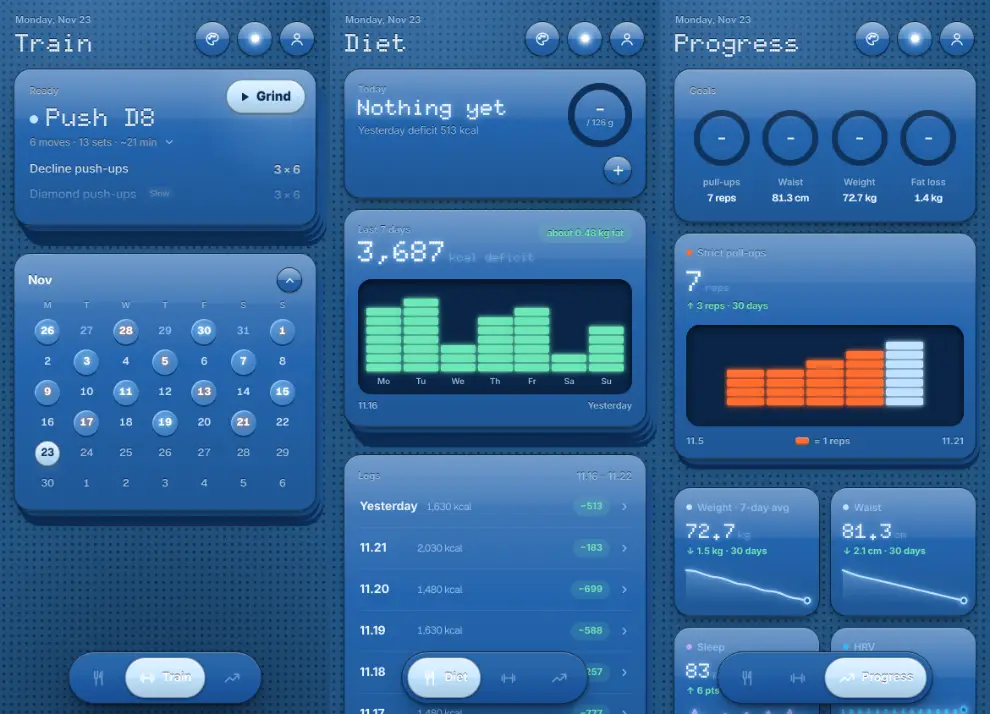 Monday, Nov 23
Train
Ready
Grind
Push D8
6 moves · 13 sets · ~21 min
Decline push-ups 3 × 6
Diamond push-ups Slow 3 × 6
Nov
M T W T F S S
26 27 28 29 30 31 1
2 3 4 5 6 7 8
9 10 11 12 13 14 15
16 17 18 19 20 21 22
23 24 25 26 27 28 29
30 1 2 3 4 5 6
Train
Monday, Nov 23
Diet
Today
Nothing yet
Yesterday deficit 513 kcal
–
/ 126 g
Last 7 days
3,687 kcal deficit
about 0.48 kg fat
Mo Tu We Th Fr Sa Su
11.16 Yesterday
Logs 11.16 – 11.22
Yesterday 1,630 kcal −513
11.21 2,030 kcal −183
11.20 1,480 kcal −699
11.19 1,630 kcal −588
11.18 257
11.17 1,480 kcal −777
Diet
Monday, Nov 23
Progress
Goals
– – – –
pull-ups Waist Weight Fat loss
7 reps 81.3 cm 72.7 kg 1.4 kg
Strict pull-ups
7 reps
↑ 3 reps · 30 days
11.5 = 1 reps 11.21
Weight · 7-day avg
72.7 kg
↓ 1.5 kg · 30 days
Waist
81.3 cm
↓ 2.1 cm · 30 days
Sleep
83
↑ 6 pts
HRV
Progress